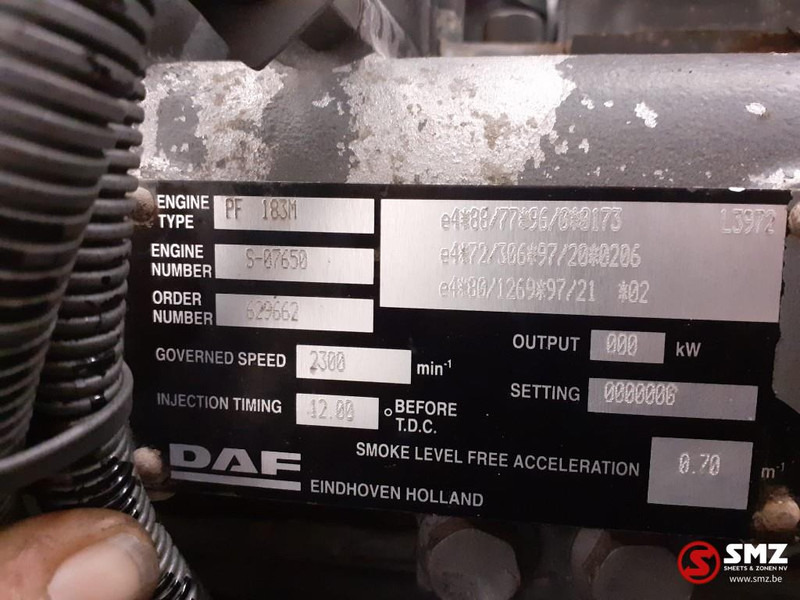 ENGINE TYPE PF 183M
e4*88/77*96/0*0173 L3972
ENGINE NUMBER S-07650
e4*72/306*97/20*0206
ORDER NUMBER 629662
e4*80/1269*97/21 *02
GOVERNED SPEED 2300 min-1
OUTPUT 000 kW
INJECTION TIMING 12.00 ° BEFORE T.D.C.
SETTING 0000006
SMOKE LEVEL FREE ACCELERATION 0.70 m-1
DAF
EINDHOVEN HOLLAND
SMZ
SMEETS & ZONEN NV
www.smz.be